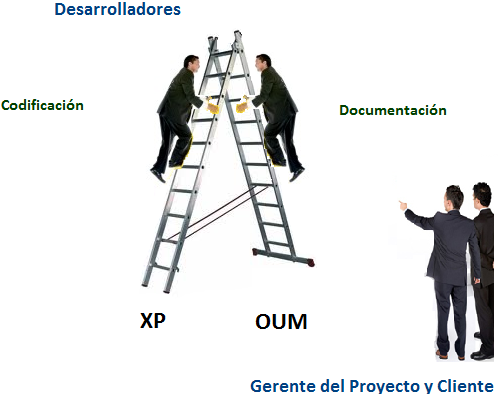 Desarrolladores
Codificación
Documentación
XP
OUM
Gerente del Proyecto y Cliente